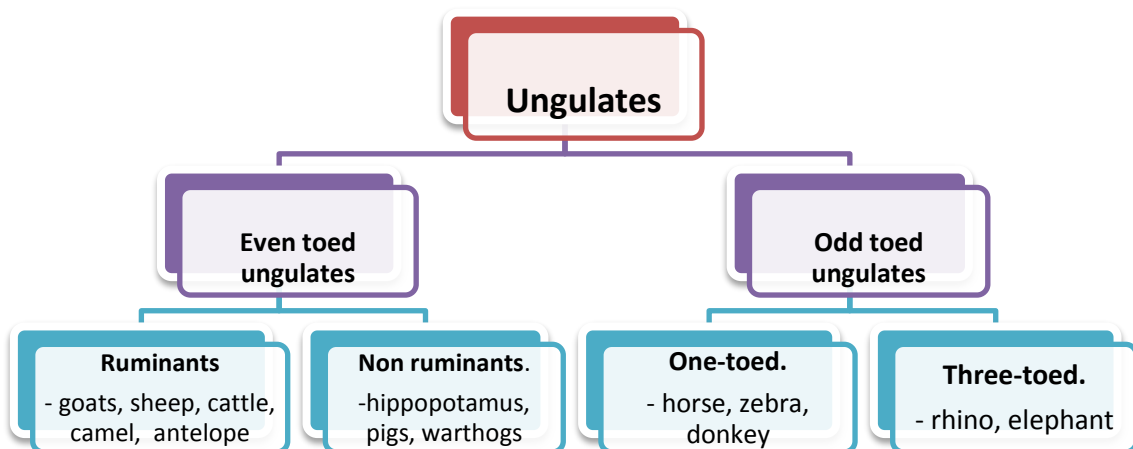 Ungulates
Even toed
ungulates
Odd toed
ungulates
Ruminants
- goats, sheep, cattle,
camel, antelope
Non ruminants.
-hippopotamus,
pigs, warthogs
One-toed.
- horse, zebra,
donkey
Three-toed.
- rhino, elephant